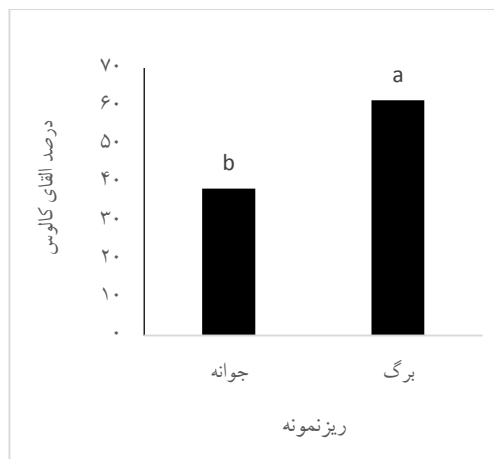 درصد القای کالوس
۷۰
۶۰
۵۰
۴۰
۳۰
۲۰
۱۰
۰
b
a
جوانه
برگ
ریزنمونه